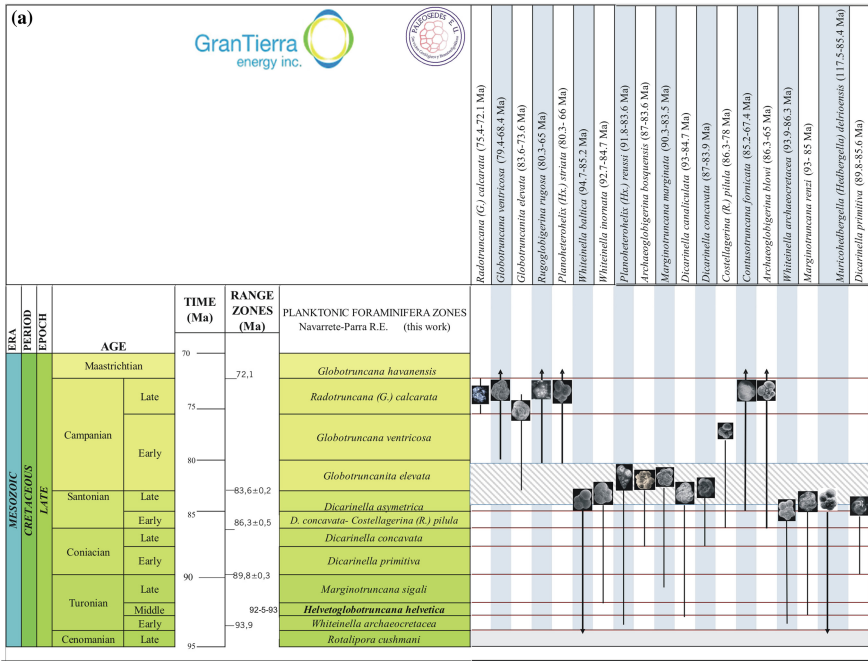 (a)
GranTierra
energy inc.
PALEOSEDES E.U.
Radotruncana (G.) calcarata (75.4-72.1 Ma)
Globotruncana ventricosa (79.4-68.4 Ma)
Globotruncanita elevata (83.6-73.6 Ma)
Rugoglobigerina rugosa (80.3-65 Ma)
Planoheterohelix (Hx.) striata (80.3- 66 Ma)
Whiteinella baltica (94.7-85.2 Ma)
Whiteinella inornata (92.7-84.7 Ma)
Planoheterohelix (Hx.) reussi (91.8-83.6 Ma)
Archaeoglobigerina bosquensis (87-83.6 Ma)
Marginotruncana marginata (90.3-83.5 Ma)
Dicarinella canaliculata (93-84.7 Ma)
Dicarinella concavata (87-83.9 Ma)
Costellagerina (R.) pilula (86.3-78 Ma)
Contusotruncana fornicata (85.2-67.4 Ma)
Archaeoglobigerina blowi (86.3-65 Ma)
Whiteinella archaeocretacea (93.9-86.3 Ma)
Marginotruncana renzi (93- 85 Ma)
Muricohedbergella (Hedbergella) delrioensis (117.5-85.4 Ma)
Dicarinella primitiva (89.8-85.6 Ma)
ERA
PERIOD
EPOCH
AGE
TIME
(Ma)
RANGE
ZONES
(Ma)
PLANKTONIC FORAMINIFERA ZONES
Navarrete-Parra R.E. (this work)
MESOZOIC
CRETACEOUS
LATE
70
Maastrichtian
72,1
Globotruncana havanensis
Campanian
Late
75
Radotruncana (G.) calcarata
Early
Globotruncana ventricosa
80
Globotruncanita elevata
Santonian
Late
83,6±0,2
Dicarinella asymetrica
85
Early
86,3±0,5
D. concavata- Costellagerina (R.) pilula
Coniacian
Late
Dicarinella concavata
Early
Dicarinella primitiva
90
89,8±0,3
Turonian
Late
Marginotruncana sigali
Middle
92-5-93
Helvetoglobotruncana helvetica
Early
93,9
Whiteinella archaeocretacea
Cenomanian
Late
95
Rotalipora cushmani